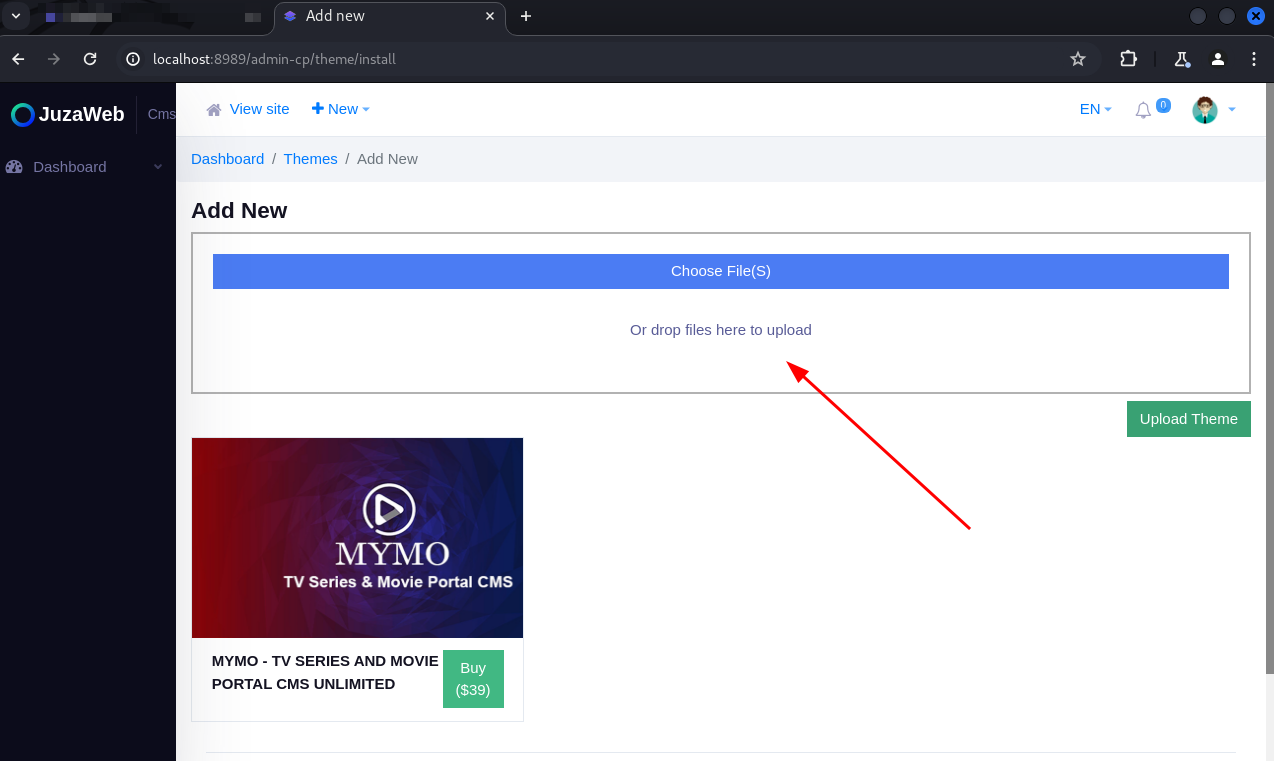 Add new
localhost:8989/admin-cp/theme/install
JuzaWeb Cms
View site New EN 0
Dashboard
Dashboard / Themes / Add New
Add New
Choose File(S)
Or drop files here to upload
Upload Theme
MYMO
TV Series & Movie Portal CMS
MYMO - TV SERIES AND MOVIE PORTAL CMS UNLIMITED
Buy
($39)